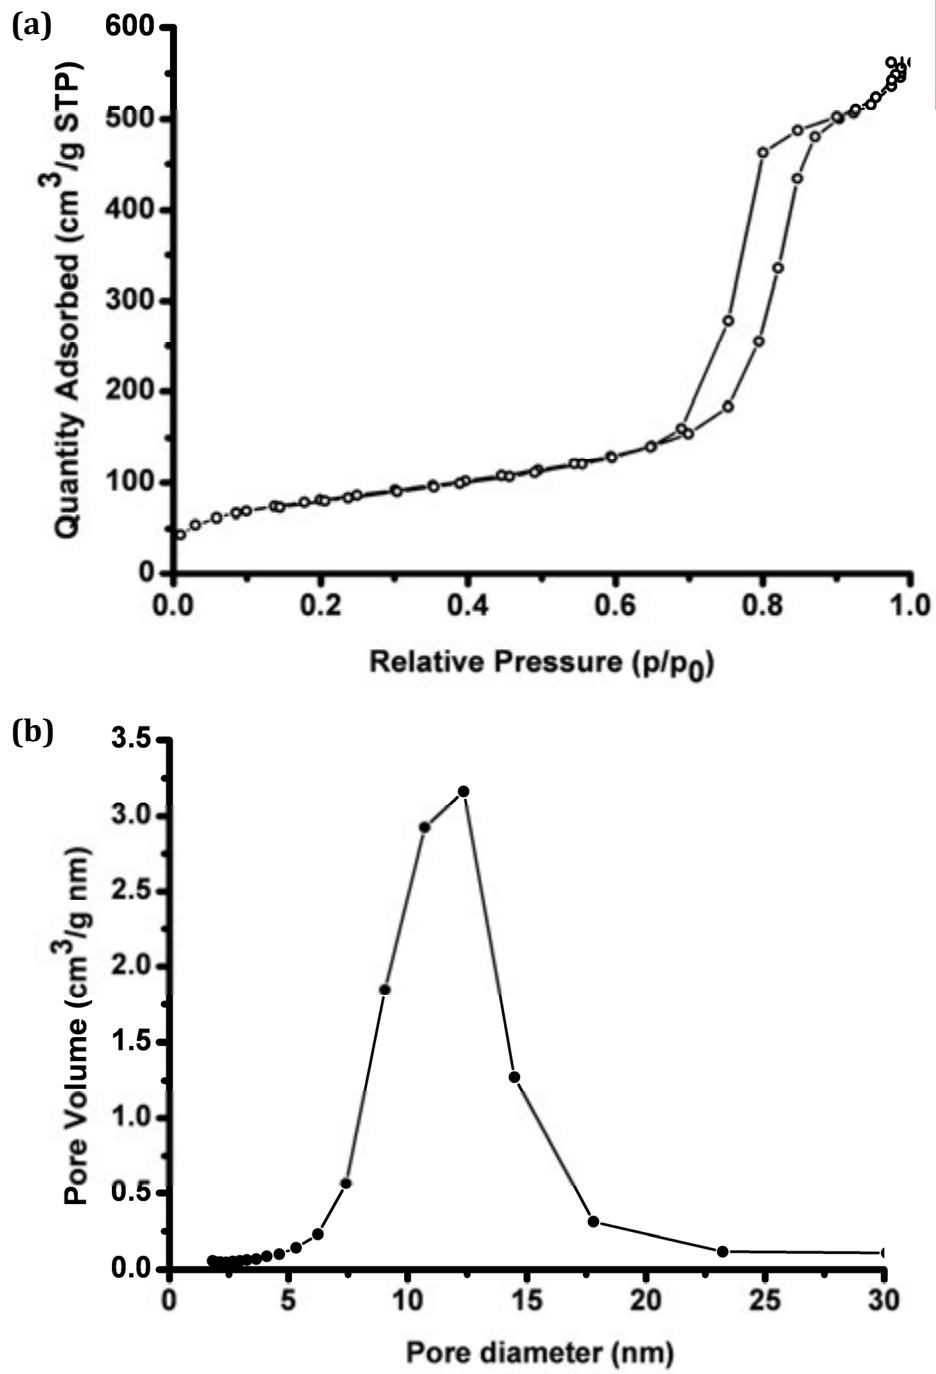 (a)
Quantity Adsorbed (cm³/g STP)
600
500
400
300
200
100
0
0.0 0.2 0.4 0.6 0.8 1.0
Relative Pressure (p/p₀)
(b)
Pore Volume (cm³/g nm)
3.5
3.0
2.5
2.0
1.5
1.0
0.5
0.0
0 5 10 15 20 25 30
Pore diameter (nm)